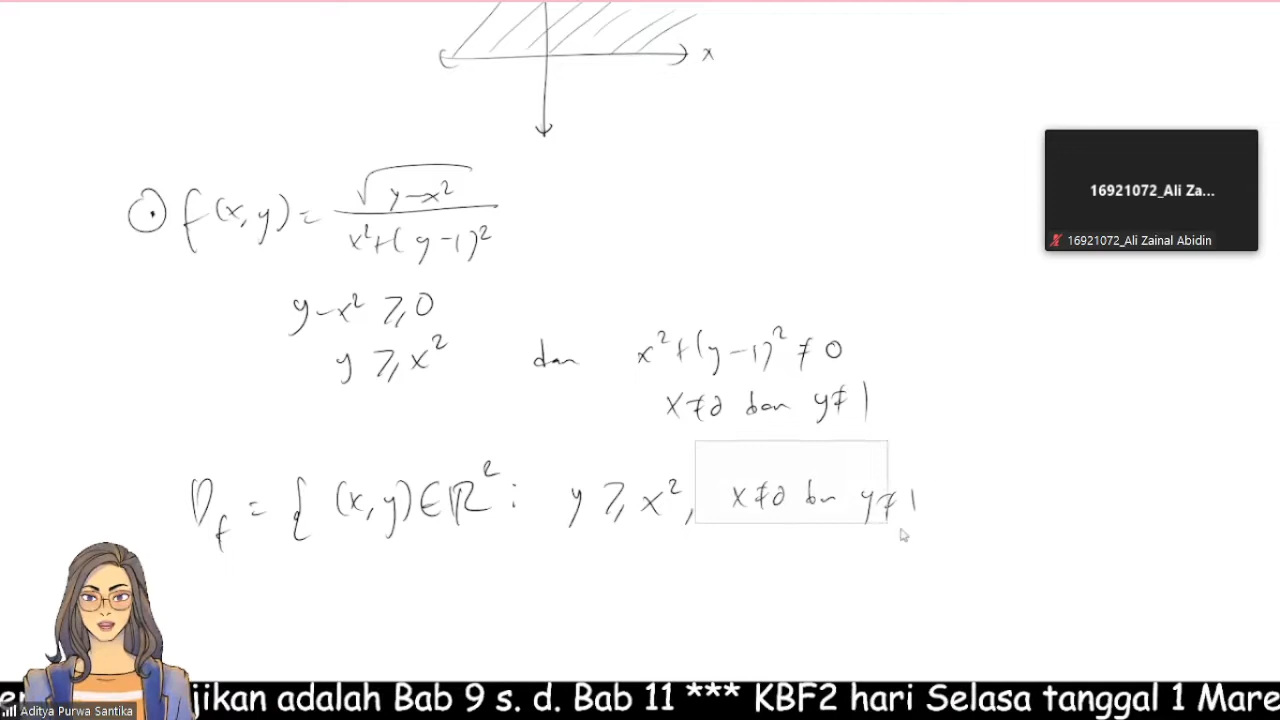 x
f(x,y) = √(y-x²) / x²+(y-1)²
y-x² ≥ 0
y ≥ x² dan x²+(y-1)² ≠ 0
x≠0 dan y≠1
D_f = { (x,y)∈ℝ² : y ≥ x², x≠0 dan y≠1
16921072_Ali Za...
16921072_Ali Zainal Abidin
Aditya Purwa Santika
jikan adalah Bab 9 s. d. Bab 11 *** KBF2 hari Selasa tanggal 1 Mare